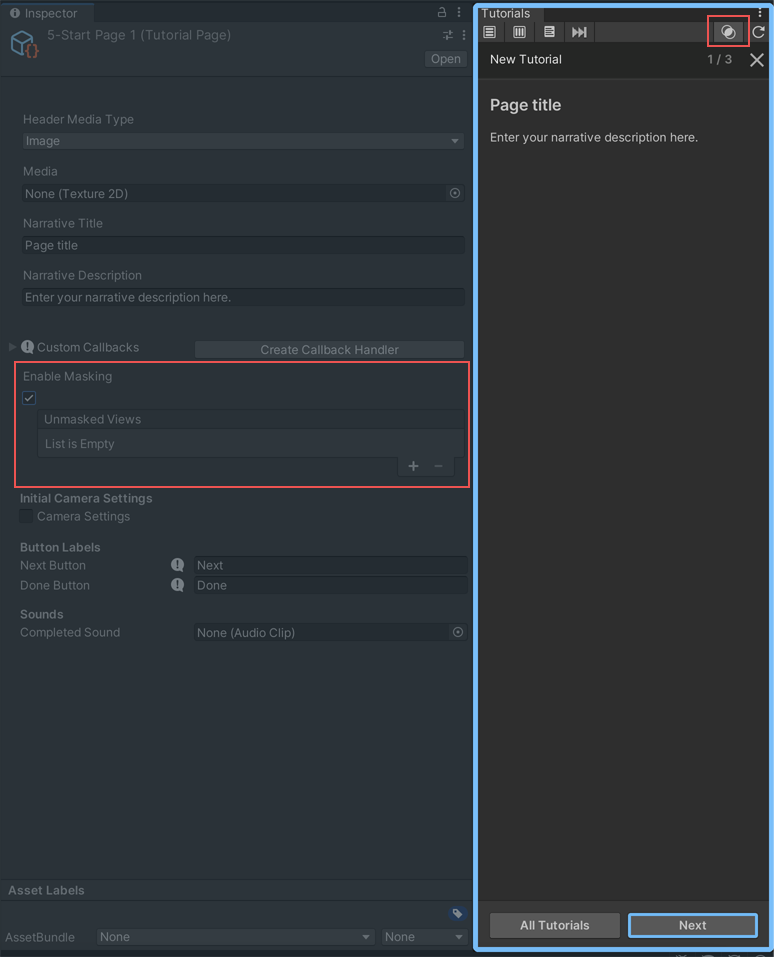 Inspector
5-Start Page 1 (Tutorial Page)
Open
Header Media Type
Image
Media
None (Texture 2D)
Narrative Title
Page title
Narrative Description
Enter your narrative description here.
Custom Callbacks
Create Callback Handler
Enable Masking
Unmasked Views
List is Empty
Initial Camera Settings
Camera Settings
Button Labels
Next Button
Next
Done Button
Done
Sounds
Completed Sound
None (Audio Clip)
Asset Labels
AssetBundle
None
None
Tutorials
New Tutorial
1 / 3
Page title
Enter your narrative description here.
All Tutorials
Next